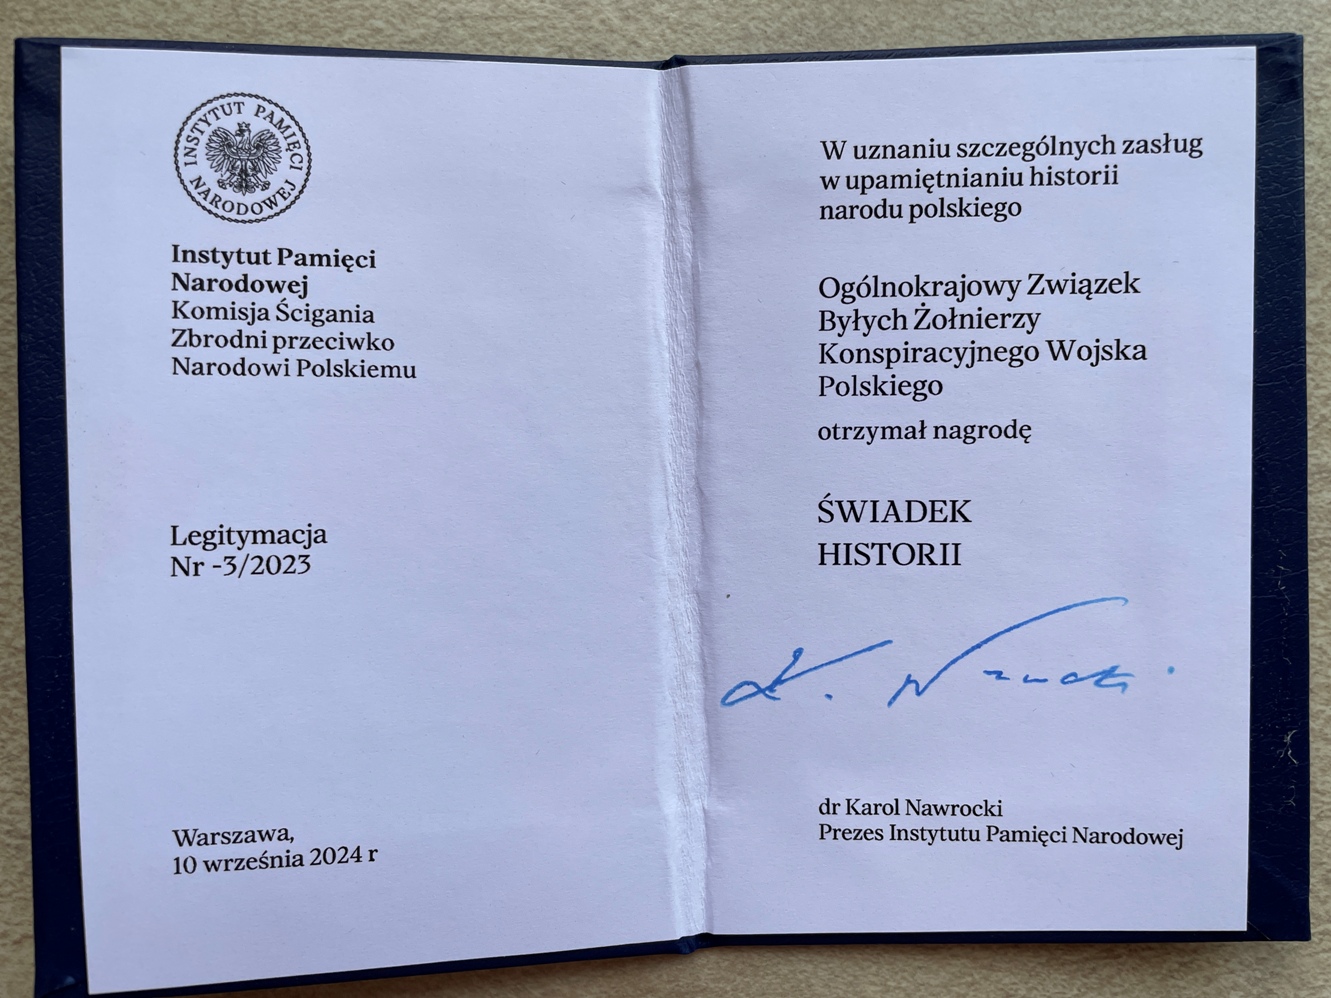 INSTYTUT PAMIĘCI NARODOWEJ
Instytut Pamięci
Narodowej
Komisja Ścigania
Zbrodni przeciwko
Narodowi Polskiemu
Legitymacja
Nr -3/2023
Warszawa,
10 września 2024 r
W uznaniu szczególnych zasług
w upamiętnianiu historii
narodu polskiego
Ogólnokrajowy Związek
Byłych Żołnierzy
Konspiracyjnego Wojska
Polskiego
otrzymał nagrodę
ŚWIADEK
HISTORII
K. Nawrocki
dr Karol Nawrocki
Prezes Instytutu Pamięci Narodowej